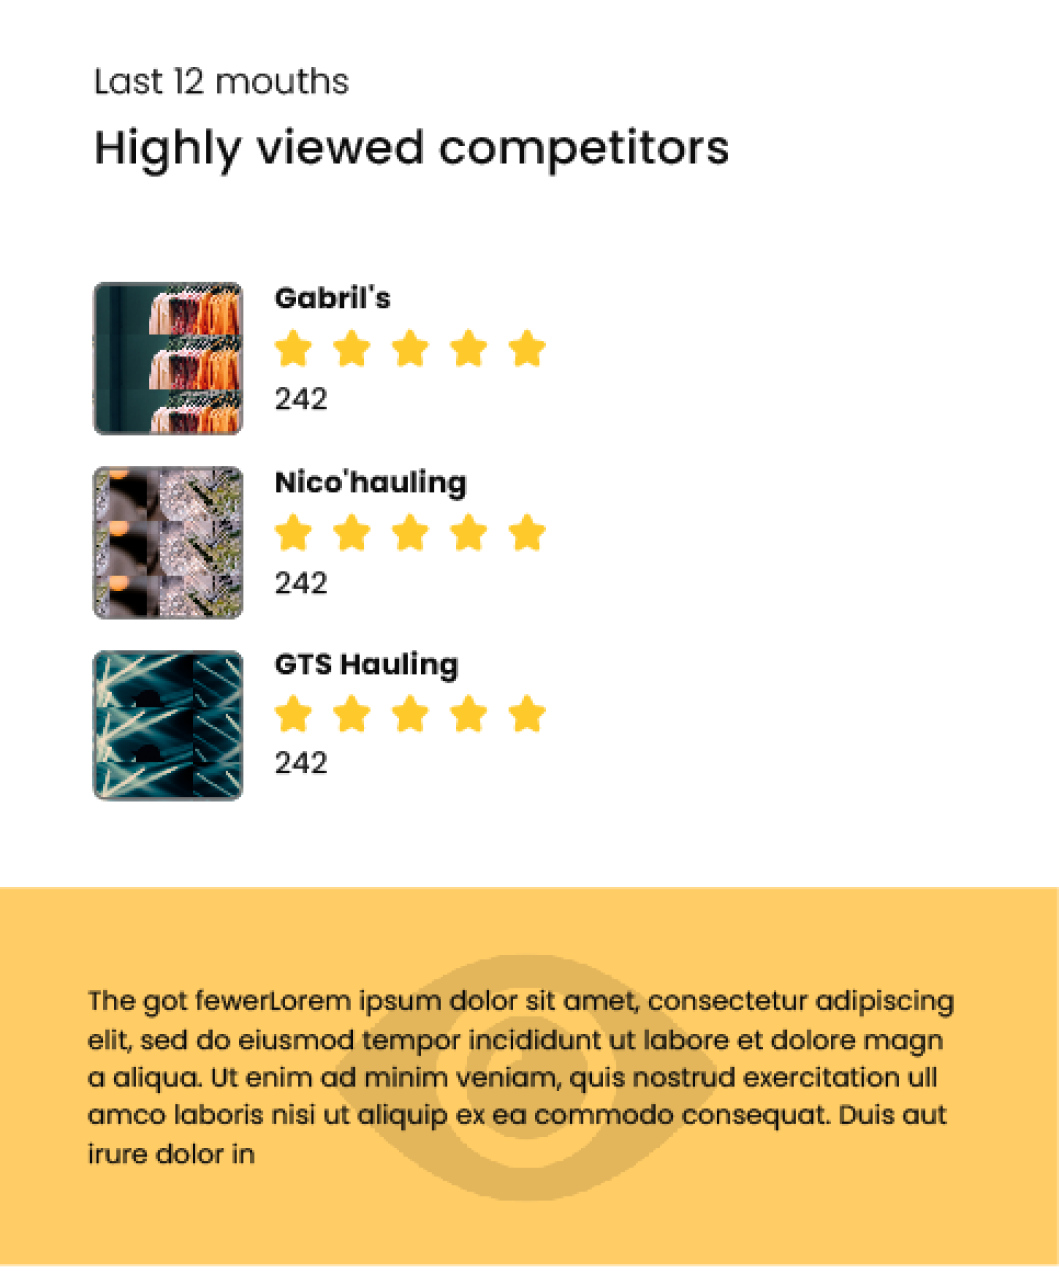 Last 12 mouths
Highly viewed competitors
Gabril's
242
Nico'hauling
242
GTS Hauling
242
The got fewerLorem ipsum dolor sit amet, consectetur adipiscing
elit, sed do eiusmod tempor incididunt ut labore et dolore magn
a aliqua. Ut enim ad minim veniam, quis nostrud exercitation ull
amco laboris nisi ut aliquip ex ea commodo consequat. Duis aut
irure dolor in